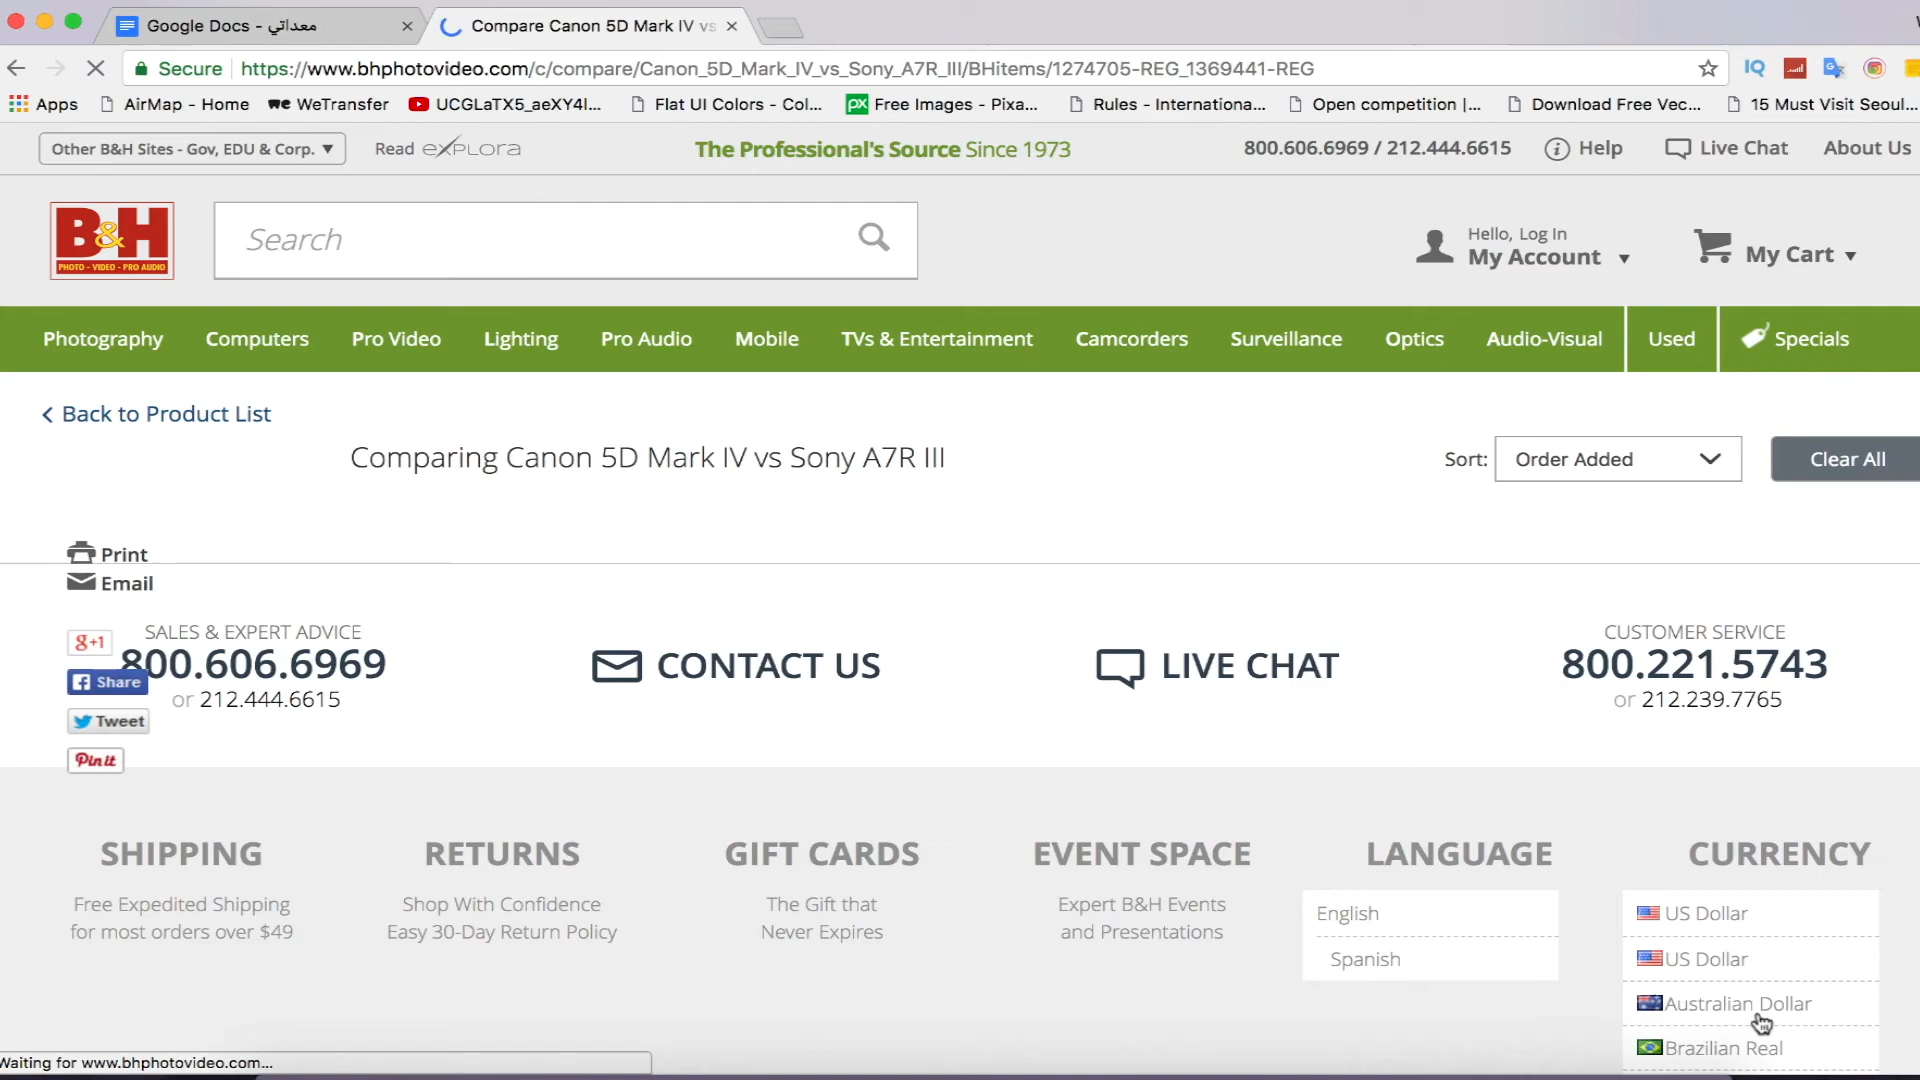 Google Docs - معداتي
Compare Canon 5D Mark IV vs
Secure
https://www.bhphotovideo.com/c/compare/Canon_5D_Mark_IV_vs_Sony_A7R_III/BHitems/1274705-REG_1369441-REG
IQ
Apps
AirMap - Home
we WeTransfer
UCGLaTX5_aeXY4l...
Flat UI Colors - Col...
px Free Images - Pixa...
Rules - Internationa...
Open competition |...
Download Free Vec...
15 Must Visit Seoul...
Other B&H Sites - Gov, EDU & Corp.
Read eXPLORA
The Professional's Source Since 1973
800.606.6969 / 212.444.6615
Help
Live Chat
About Us
B&H
PHOTO - VIDEO - PRO AUDIO
Search
Hello, Log In
My Account
My Cart
Photography
Computers
Pro Video
Lighting
Pro Audio
Mobile
TVs & Entertainment
Camcorders
Surveillance
Optics
Audio-Visual
Used
Specials
Back to Product List
Comparing Canon 5D Mark IV vs Sony A7R III
Sort:
Order Added
Clear All
Print
Email
g+1
Share
Tweet
Pin it
SALES & EXPERT ADVICE
800.606.6969
or 212.444.6615
CONTACT US
LIVE CHAT
CUSTOMER SERVICE
800.221.5743
or 212.239.7765
SHIPPING
Free Expedited Shipping
for most orders over $49
RETURNS
Shop With Confidence
Easy 30-Day Return Policy
GIFT CARDS
The Gift that
Never Expires
EVENT SPACE
Expert B&H Events
and Presentations
LANGUAGE
English
Spanish
CURRENCY
US Dollar
US Dollar
Australian Dollar
Brazilian Real
Waiting for www.bhphotovideo.com...